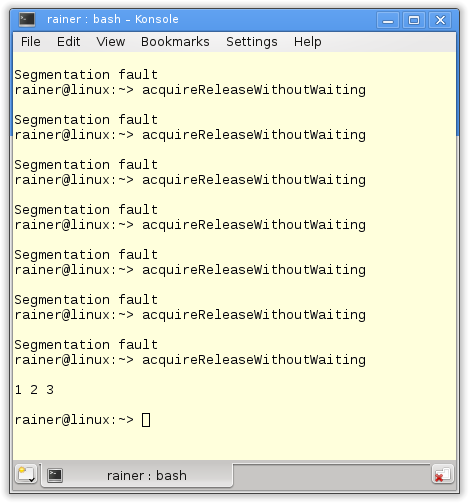 rainer : bash – Konsole
File Edit View Bookmarks Settings Help
Segmentation fault
rainer@linux:~> acquireReleaseWithoutWaiting
Segmentation fault
rainer@linux:~> acquireReleaseWithoutWaiting
Segmentation fault
rainer@linux:~> acquireReleaseWithoutWaiting
Segmentation fault
rainer@linux:~> acquireReleaseWithoutWaiting
Segmentation fault
rainer@linux:~> acquireReleaseWithoutWaiting
Segmentation fault
rainer@linux:~> acquireReleaseWithoutWaiting
Segmentation fault
rainer@linux:~> acquireReleaseWithoutWaiting
1 2 3
rainer@linux:~>
rainer : bash